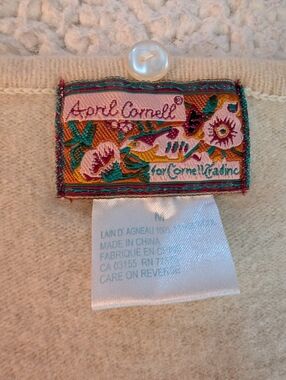 April Cornell®
for Cornell Trading
M
LAIN D'AGNEAU 100%
MADE IN CHINA
FABRIQUE EN CHINE
CA 03155 RN
CARE ON REVERSE